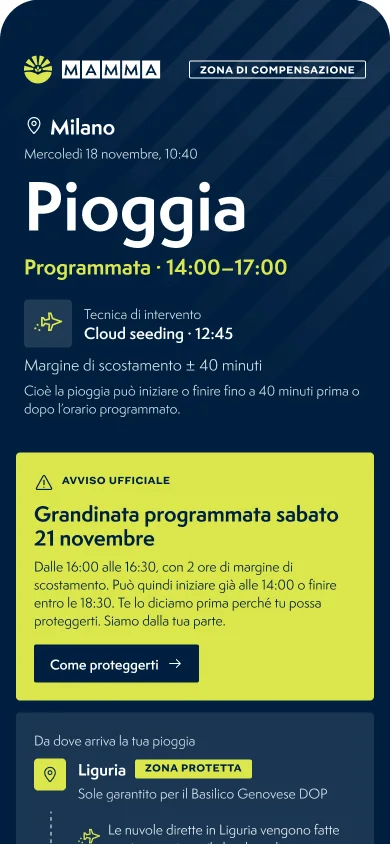 MAMMA
ZONA DI COMPENSAZIONE
Milano
Mercoledì 18 novembre, 10:40
Pioggia
Programmata · 14:00–17:00
Tecnica di intervento
Cloud seeding · 12:45
Margine di scostamento ± 40 minuti
Cioè la pioggia può iniziare o finire fino a 40 minuti prima o
dopo l’orario programmato.
AVVISO UFFICIALE
Grandinata programmata sabato
21 novembre
Dalle 16:00 alle 16:30, con 2 ore di margine di
scostamento. Può quindi iniziare già alle 14:00 o finire
entro le 18:30. Te lo diciamo prima perché tu possa
proteggerti. Siamo dalla tua parte.
Come proteggerti →
Da dove arriva la tua pioggia
Liguria
ZONA PROTETTA
Sole garantito per il Basilico Genovese DOP
Le nuvole dirette in Liguria vengono fatte